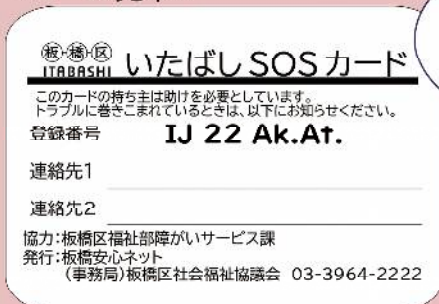 板・橋・区
ITABASHI
いたばしSOSカード
このカードの持ち主は助けを必要としています。
トラブルに巻きこまれているときは、以下にお知らせください。
登録番号 IJ 22 Ak.At.
連絡先1
連絡先2
協力:板橋区福祉部障がいサービス課
発行:板橋安心ネット
(事務局)板橋区社会福祉協議会 03-3964-2222